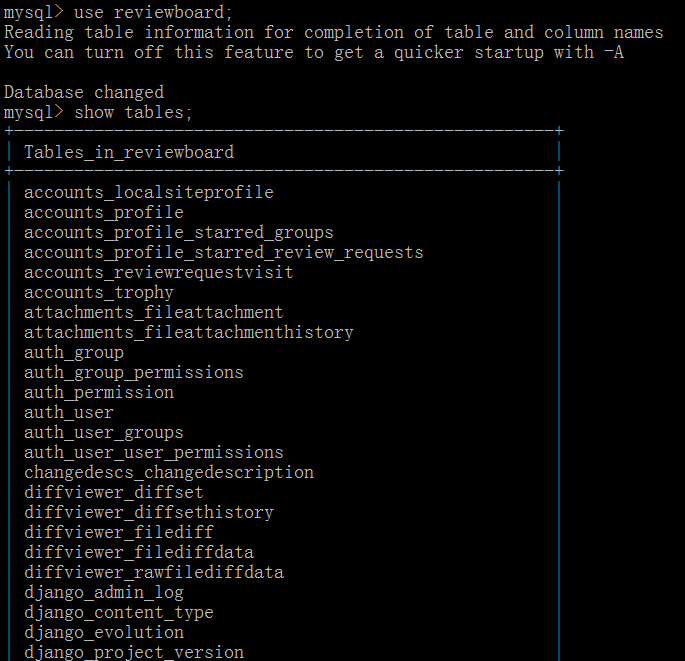 mysql> use reviewboard;
Reading table information for completion of table and column names
You can turn off this feature to get a quicker startup with -A
Database changed
mysql> show tables;
+------------------------------------------------------+
| Tables_in_reviewboard |
+------------------------------------------------------+
| accounts_localsiteprofile |
| accounts_profile |
| accounts_profile_starred_groups |
| accounts_profile_starred_review_requests |
| accounts_reviewrequestvisit |
| accounts_trophy |
| attachments_fileattachment |
| attachments_fileattachmenthistory |
| auth_group |
| auth_group_permissions |
| auth_permission |
| auth_user |
| auth_user_groups |
| auth_user_user_permissions |
| changedescs_changedescription |
| diffviewer_diffset |
| diffviewer_diffsethistory |
| diffviewer_filediff |
| diffviewer_filediffdata |
| diffviewer_rawfilediffdata |
| django_admin_log |
| django_content_type |
| django_evolution |
| django_project_version |